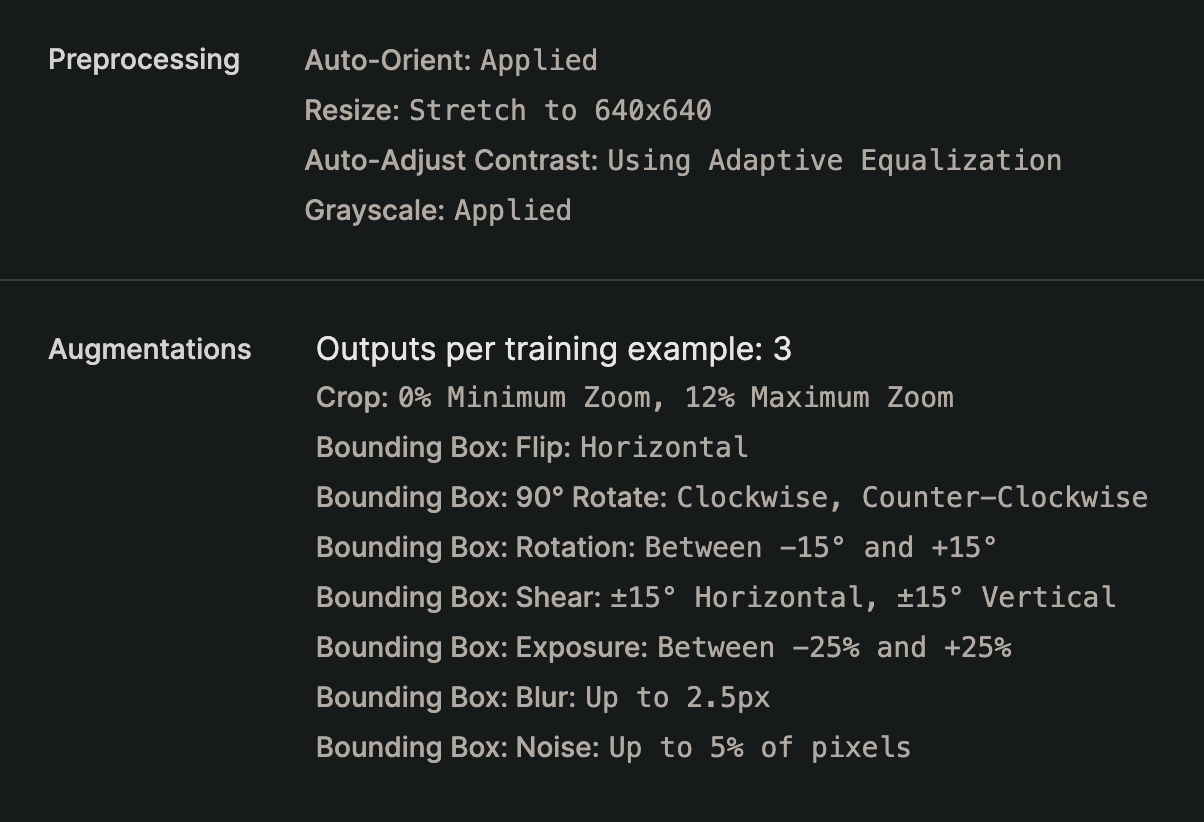 Preprocessing
Auto-Orient: Applied
Resize: Stretch to 640x640
Auto-Adjust Contrast: Using Adaptive Equalization
Grayscale: Applied
Augmentations
Outputs per training example: 3
Crop: 0% Minimum Zoom, 12% Maximum Zoom
Bounding Box: Flip: Horizontal
Bounding Box: 90° Rotate: Clockwise, Counter-Clockwise
Bounding Box: Rotation: Between -15° and +15°
Bounding Box: Shear: ±15° Horizontal, ±15° Vertical
Bounding Box: Exposure: Between -25% and +25%
Bounding Box: Blur: Up to 2.5px
Bounding Box: Noise: Up to 5% of pixels